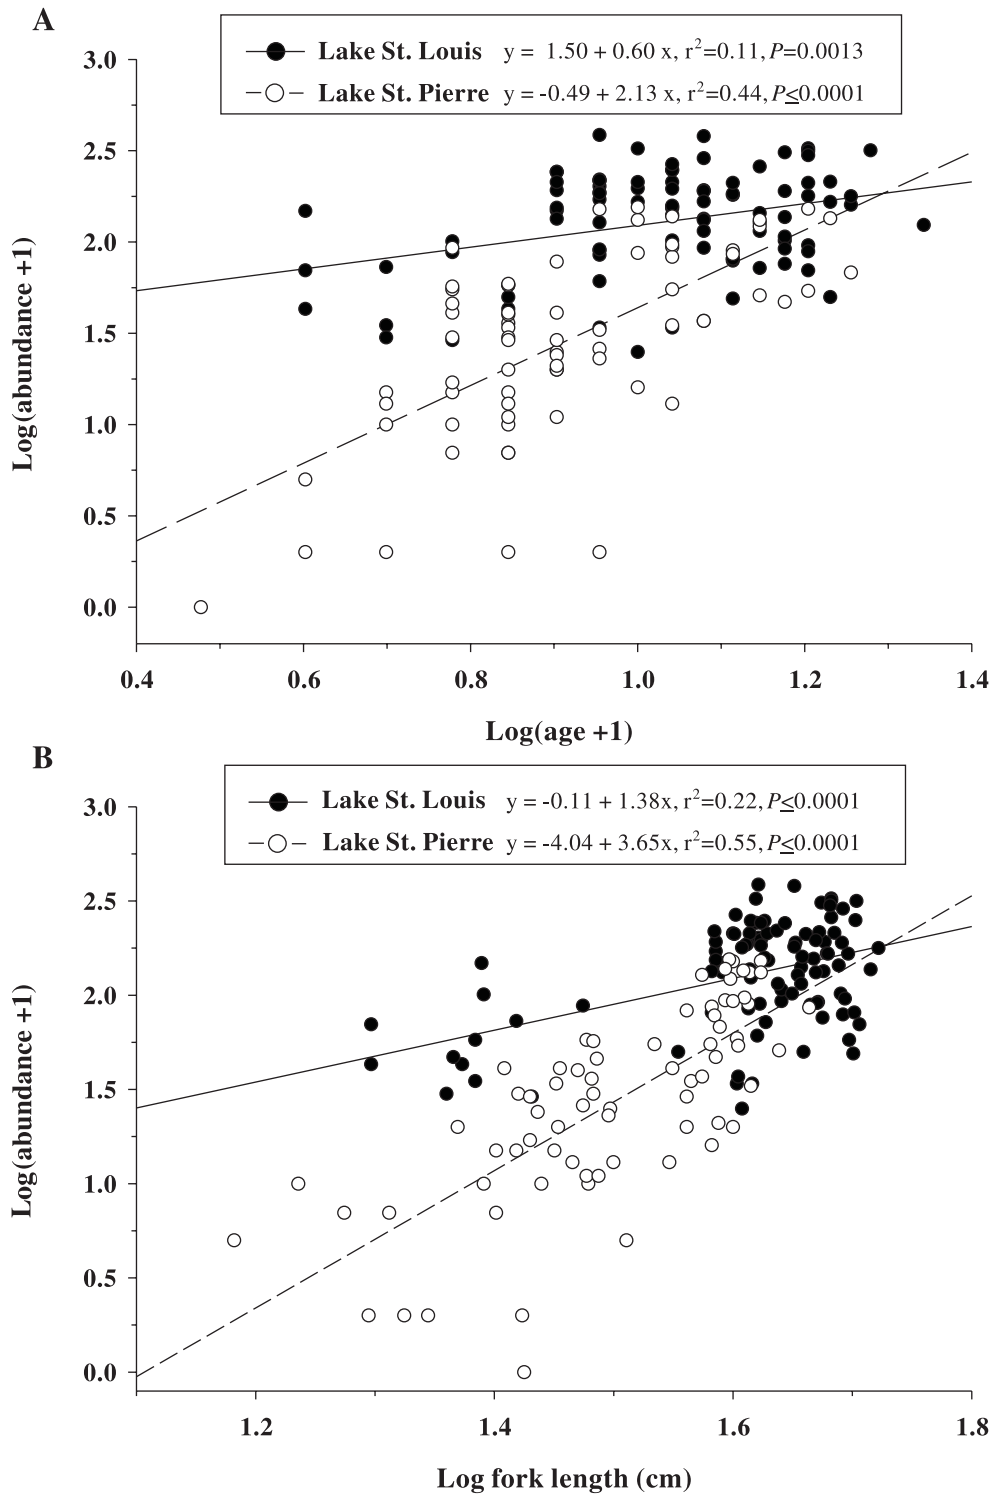 A
Lake St. Louis y = 1.50 + 0.60 x, r²=0.11, P=0.0013
Lake St. Pierre y = -0.49 + 2.13 x, r²=0.44, P≤0.0001
3.0
2.5
2.0
1.5
1.0
0.5
0.0
Log(abundance +1)
0.4 0.6 0.8 1.0 1.2 1.4
Log(age +1)
B
Lake St. Louis y = -0.11 + 1.38x, r²=0.22, P≤0.0001
Lake St. Pierre y = -4.04 + 3.65x, r²=0.55, P≤0.0001
3.0
2.5
2.0
1.5
1.0
0.5
0.0
Log(abundance +1)
1.2 1.4 1.6 1.8
Log fork length (cm)